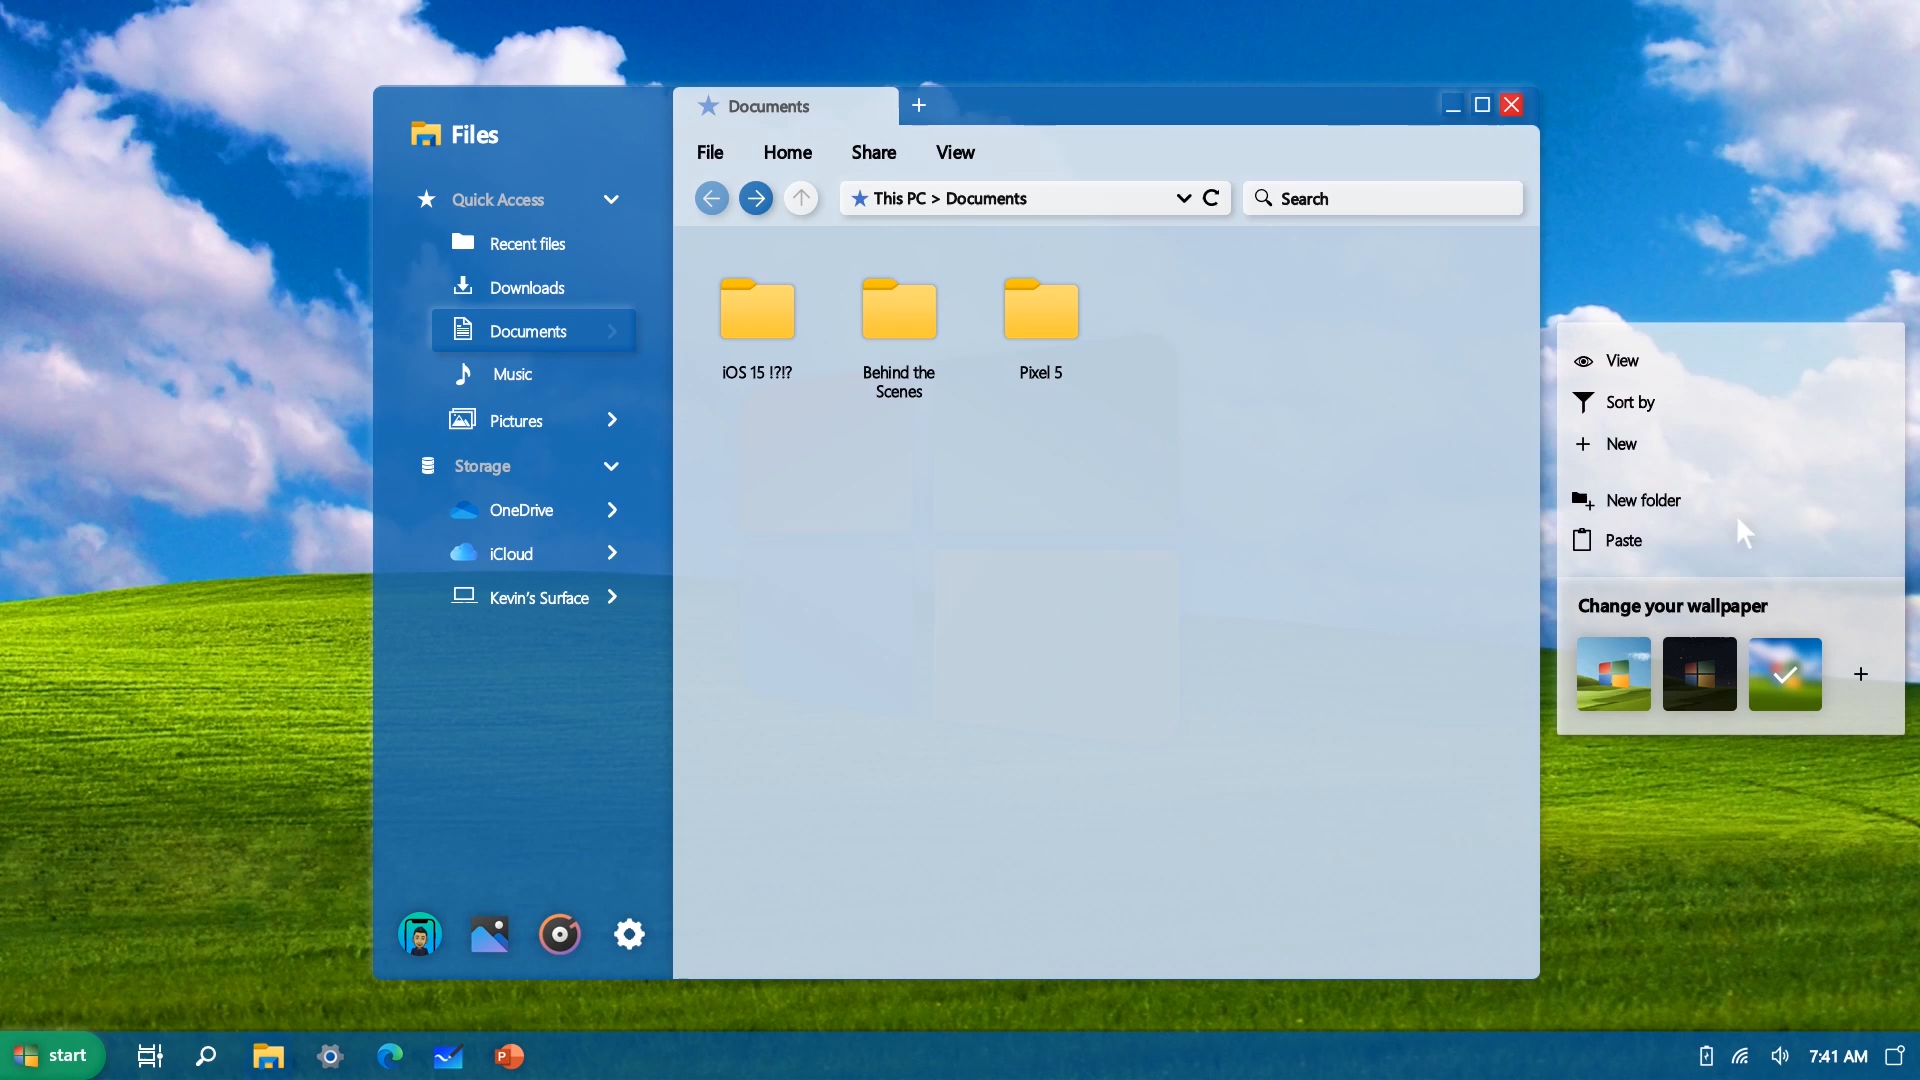 Documents
Files
File Home Share View
This PC > Documents
Search
Quick Access
Recent files
Downloads
Documents
Music
Pictures
Storage
OneDrive
iCloud
Kevin's Surface
iOS 15 !?!?
Behind the
Scenes
Pixel 5
View
Sort by
New
New folder
Paste
Change your wallpaper
start
P
7:41 AM